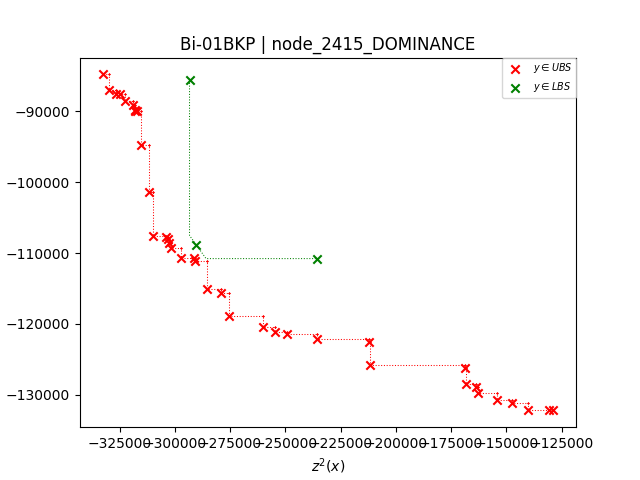 Bi-01BKP | node_2415_DOMINANCE
y ∈ UBS
y ∈ LBS
−90000
−100000
−110000
−120000
−130000
−325000 −300000 −275000 −250000 −225000 −200000 −175000 −150000 −125000
z²(x)